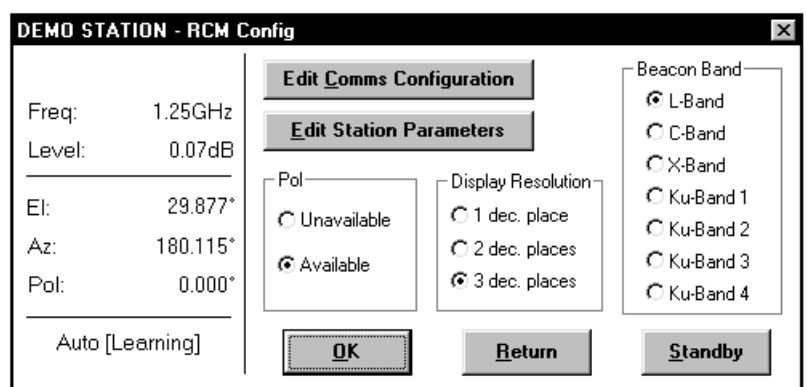 DEMO STATION - RCM Config
Freq: 1.25GHz
Level: 0.07dB
El: 29.877°
Az: 180.115°
Pol: 0.000°
Auto [Learning]
Edit Comms Configuration
Edit Station Parameters
Pol
Unavailable
Available
Display Resolution
1 dec. place
2 dec. places
3 dec. places
Beacon Band
L-Band
C-Band
X-Band
Ku-Band 1
Ku-Band 2
Ku-Band 3
Ku-Band 4
OK
Return
Standby